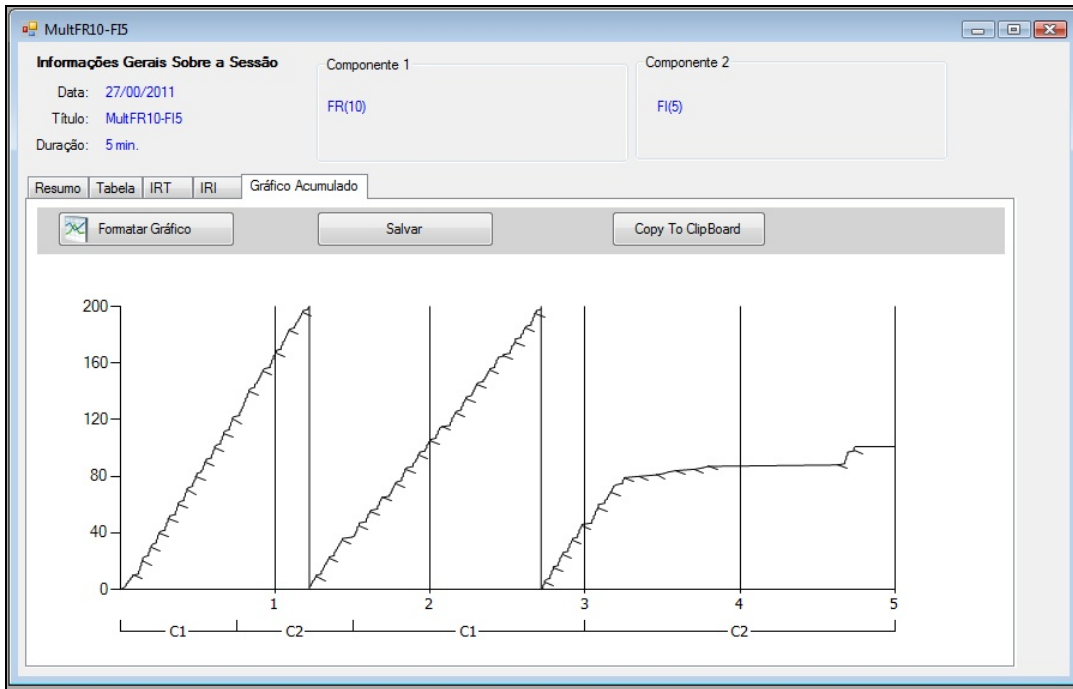 MultFR10-FI5
Informações Gerais Sobre a Sessão
Data: 27/00/2011
Título: MultFR10-FI5
Duração: 5 min.
Componente 1
FR(10)
Componente 2
FI(5)
Resumo Tabela IRT IRI Gráfico Acumulado
Formatar Gráfico Salvar Copy To ClipBoard
200
160
120
80
40
0
1 2 3 4 5
C1 C2 C1 C2